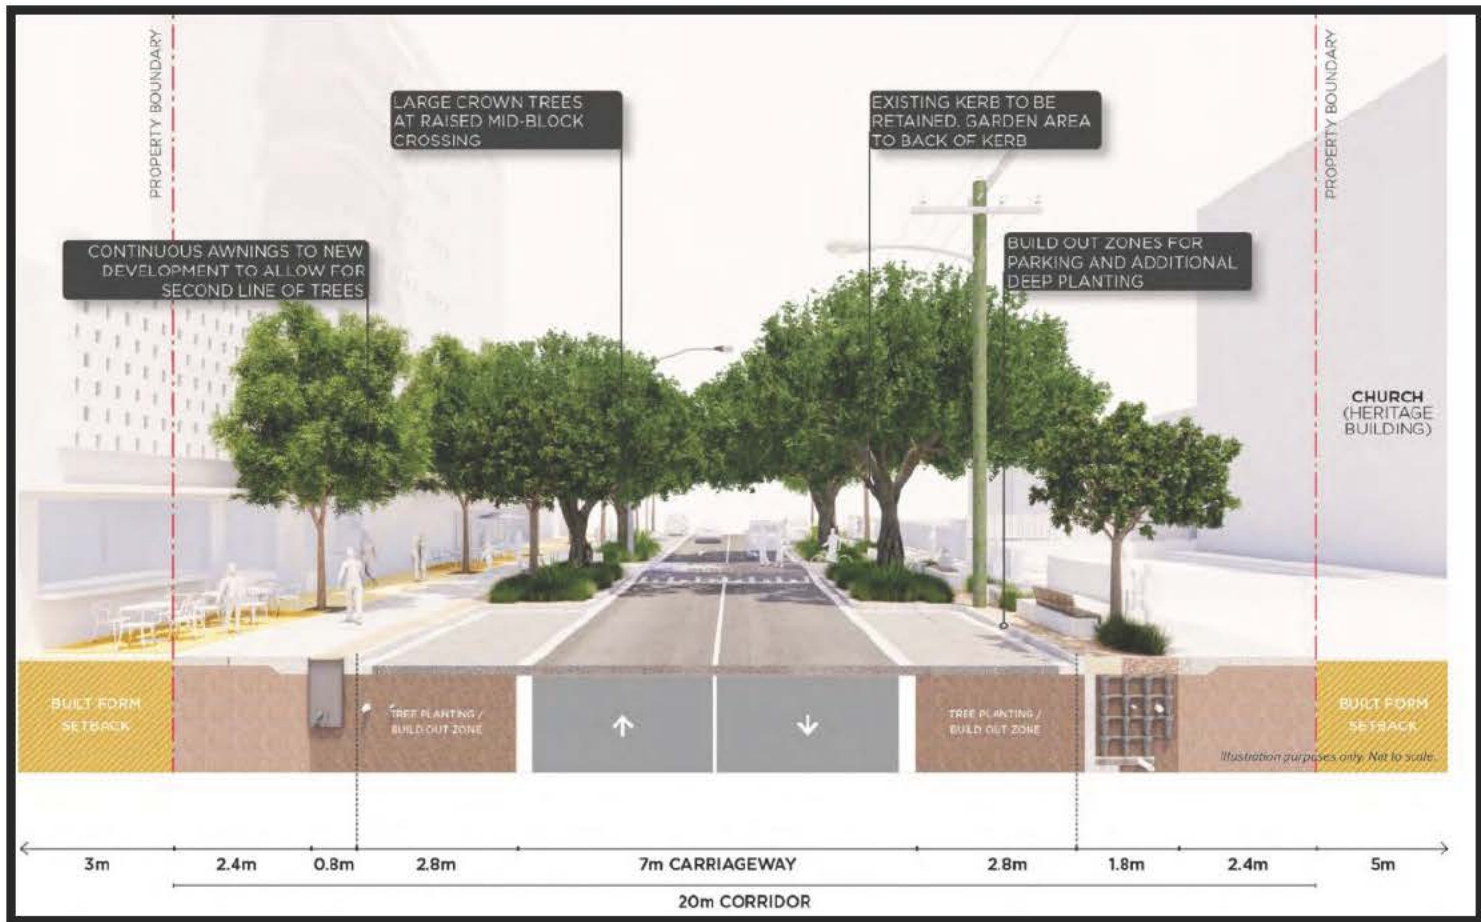 PROPERTY BOUNDARY
PROPERTY BOUNDARY
LARGE CROWN TREES
AT RAISED MID-BLOCK
CROSSING
EXISTING KERB TO BE
RETAINED. GARDEN AREA
TO BACK OF KERB
CONTINUOUS AWNINGS TO NEW
DEVELOPMENT TO ALLOW FOR
SECOND LINE OF TREES
BUILD OUT ZONES FOR
PARKING AND ADDITIONAL
DEEP PLANTING
CHURCH
(HERITAGE
BUILDING)
BUILT FORM
SETBACK
TREE PLANTING /
BUILD OUT ZONE
TREE PLANTING /
BUILD OUT ZONE
BUILT FORM
SETBACK
Illustration purposes only. Not to scale.
3m 2.4m 0.8m 2.8m 7m CARRIAGEWAY 2.8m 1.8m 2.4m 5m
20m CORRIDOR